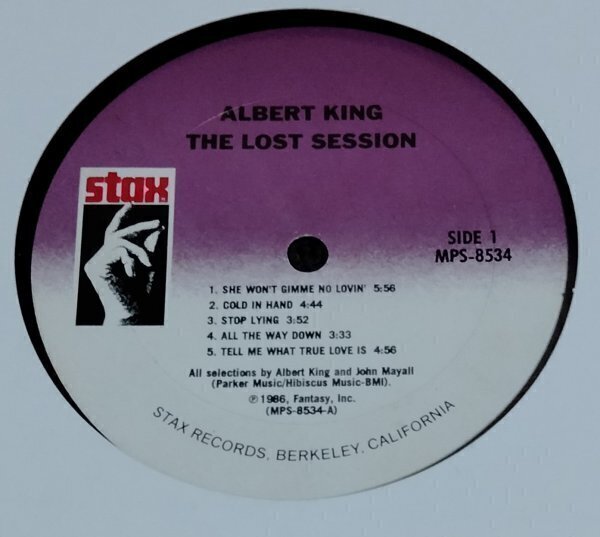 ALBERT KING
THE LOST SESSION
stax
SIDE 1
MPS-8534
1. SHE WON'T GIMME NO LOVIN' 5:56
2. COLD IN HAND 4:44
3. STOP LYING 3:52
4. ALL THE WAY DOWN 3:33
5. TELL ME WHAT TRUE LOVE IS 4:56
All selections by Albert King and John Mayall
(Parker Music/Hibiscus Music-BMI).
℗ 1986, Fantasy, Inc.
(MPS-8534-A)
STAX RECORDS, BERKELEY, CALIFORNIA